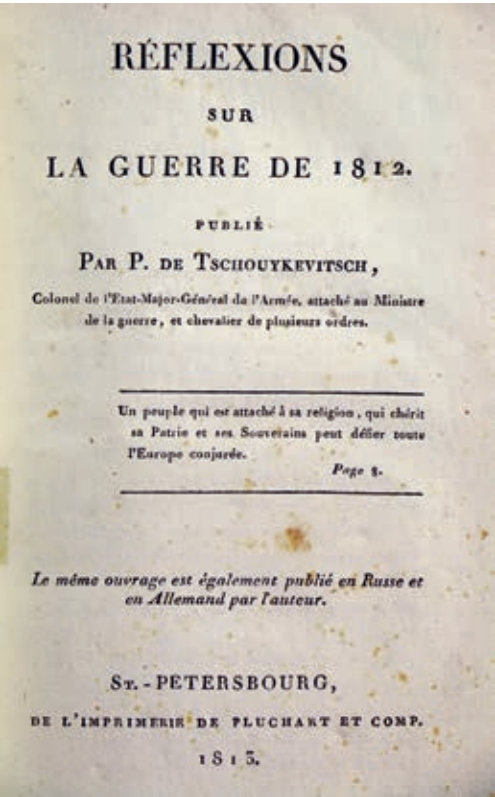 RÉFLEXIONS
SUR
LA GUERRE DE 1812.
PUBLIÉ
PAR P. DE TSCHOUYKEVITSCH,
Colonel de l'Etat-Major-Général de l'Armée, attaché au Ministre
de la guerre, et chevalier de plusieurs ordres.
Un peuple qui est attaché à sa religion, qui chérit
sa Patrie et ses Souverains peut défier toute
l'Europe conjurée.
Page 8.
Le même ouvrage est également publié en Russe et
en Allemand par l'auteur.
ST.-PETERSBOURG,
DE L'IMPRIMERIE DE PLUCHART ET COMP.
1813.